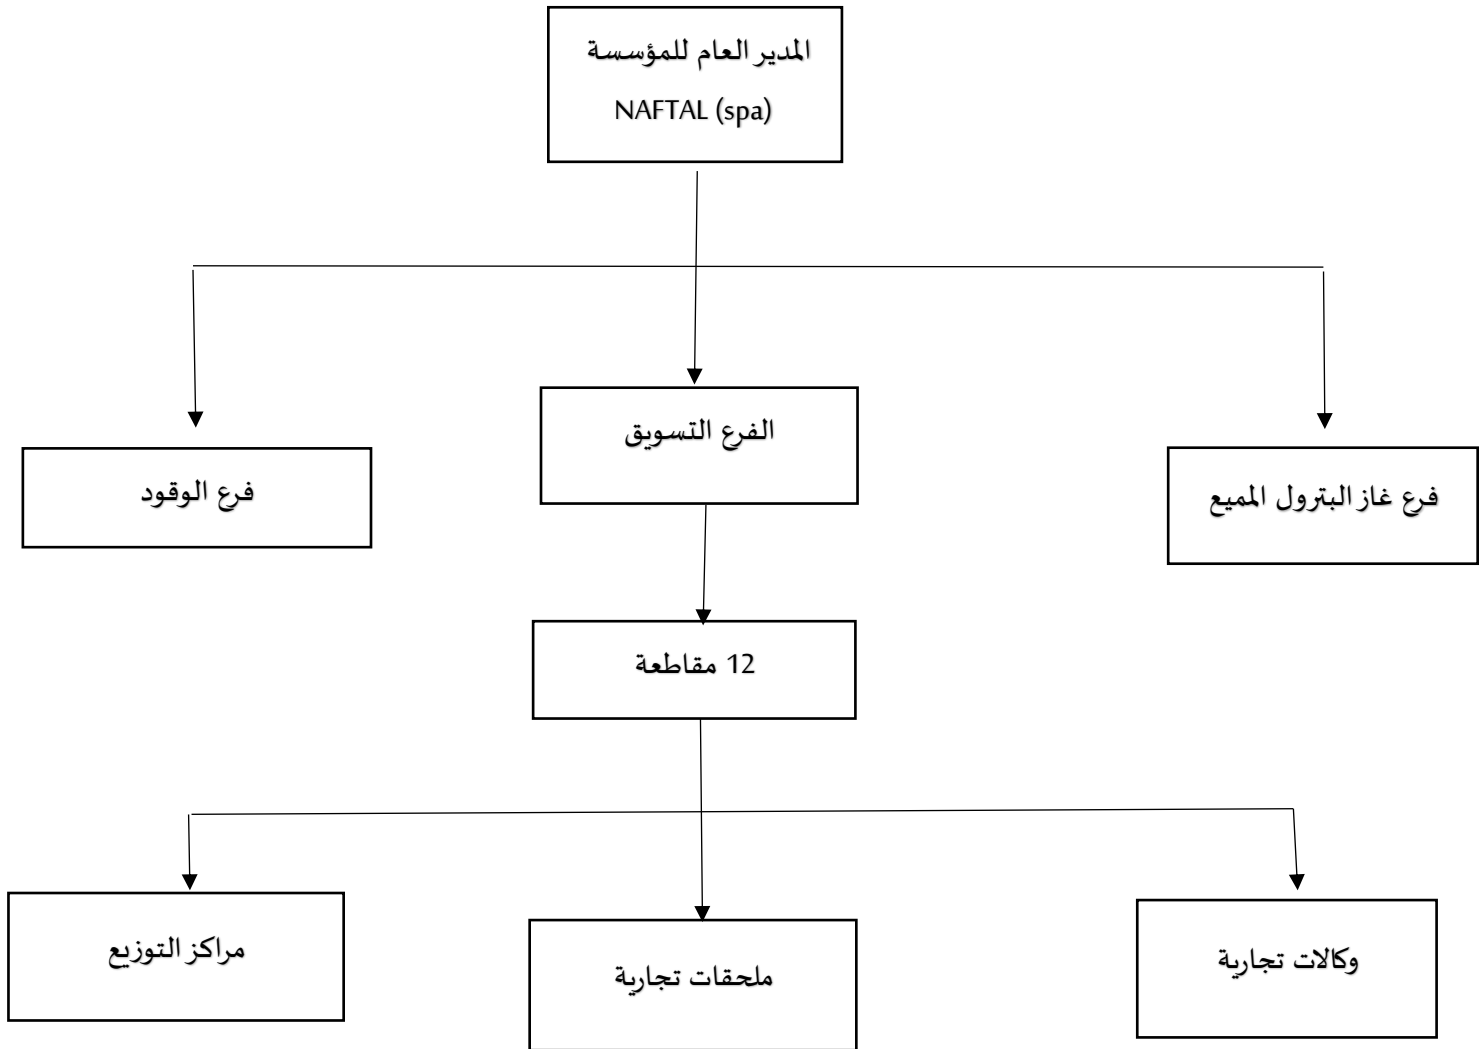 المدير العام للمؤسسة
NAFTAL (spa)
فرع غاز البترول المميع
الفرع التسويق
فرع الوقود
12 مقاطعة
وكالات تجارية
ملحقات تجارية
مراكز التوزيع